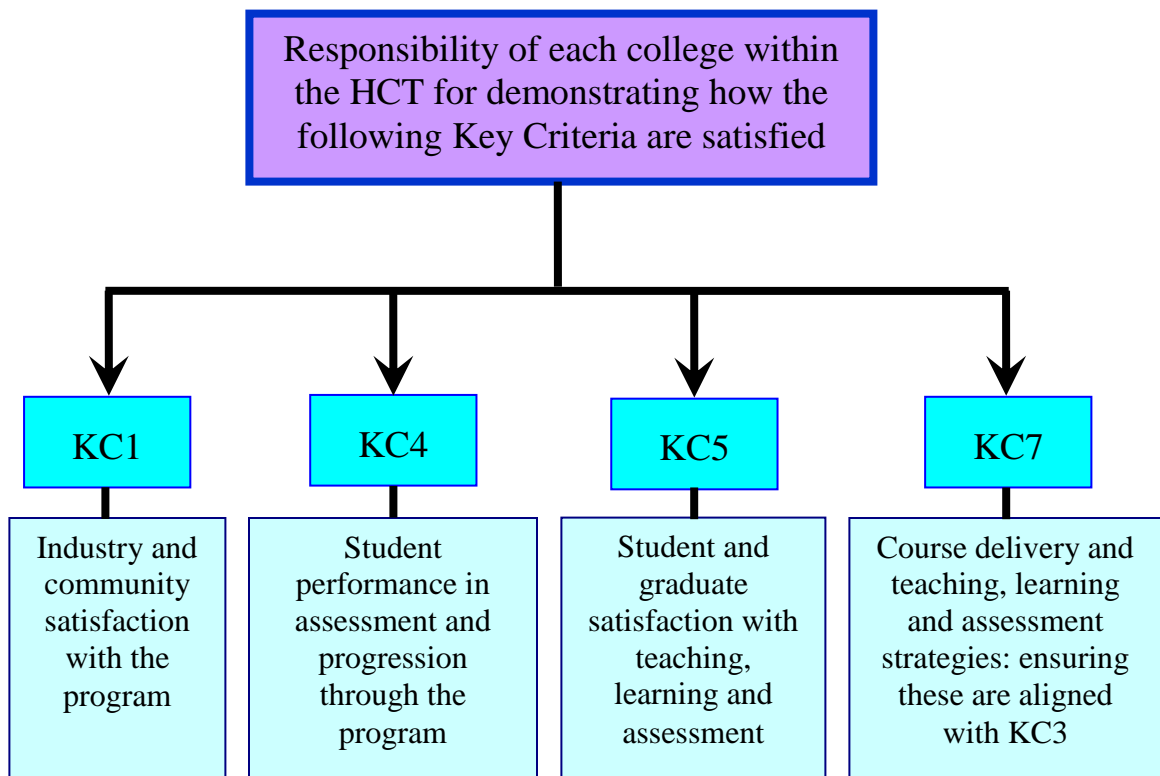 Responsibility of each college within
the HCT for demonstrating how the
following Key Criteria are satisfied
KC1
KC4
KC5
KC7
Industry and
community
satisfaction
with the
program
Student
performance in
assessment and
progression
through the
program
Student and
graduate
satisfaction with
teaching,
learning and
assessment
Course delivery and
teaching, learning
and assessment
strategies: ensuring
these are aligned
with KC3